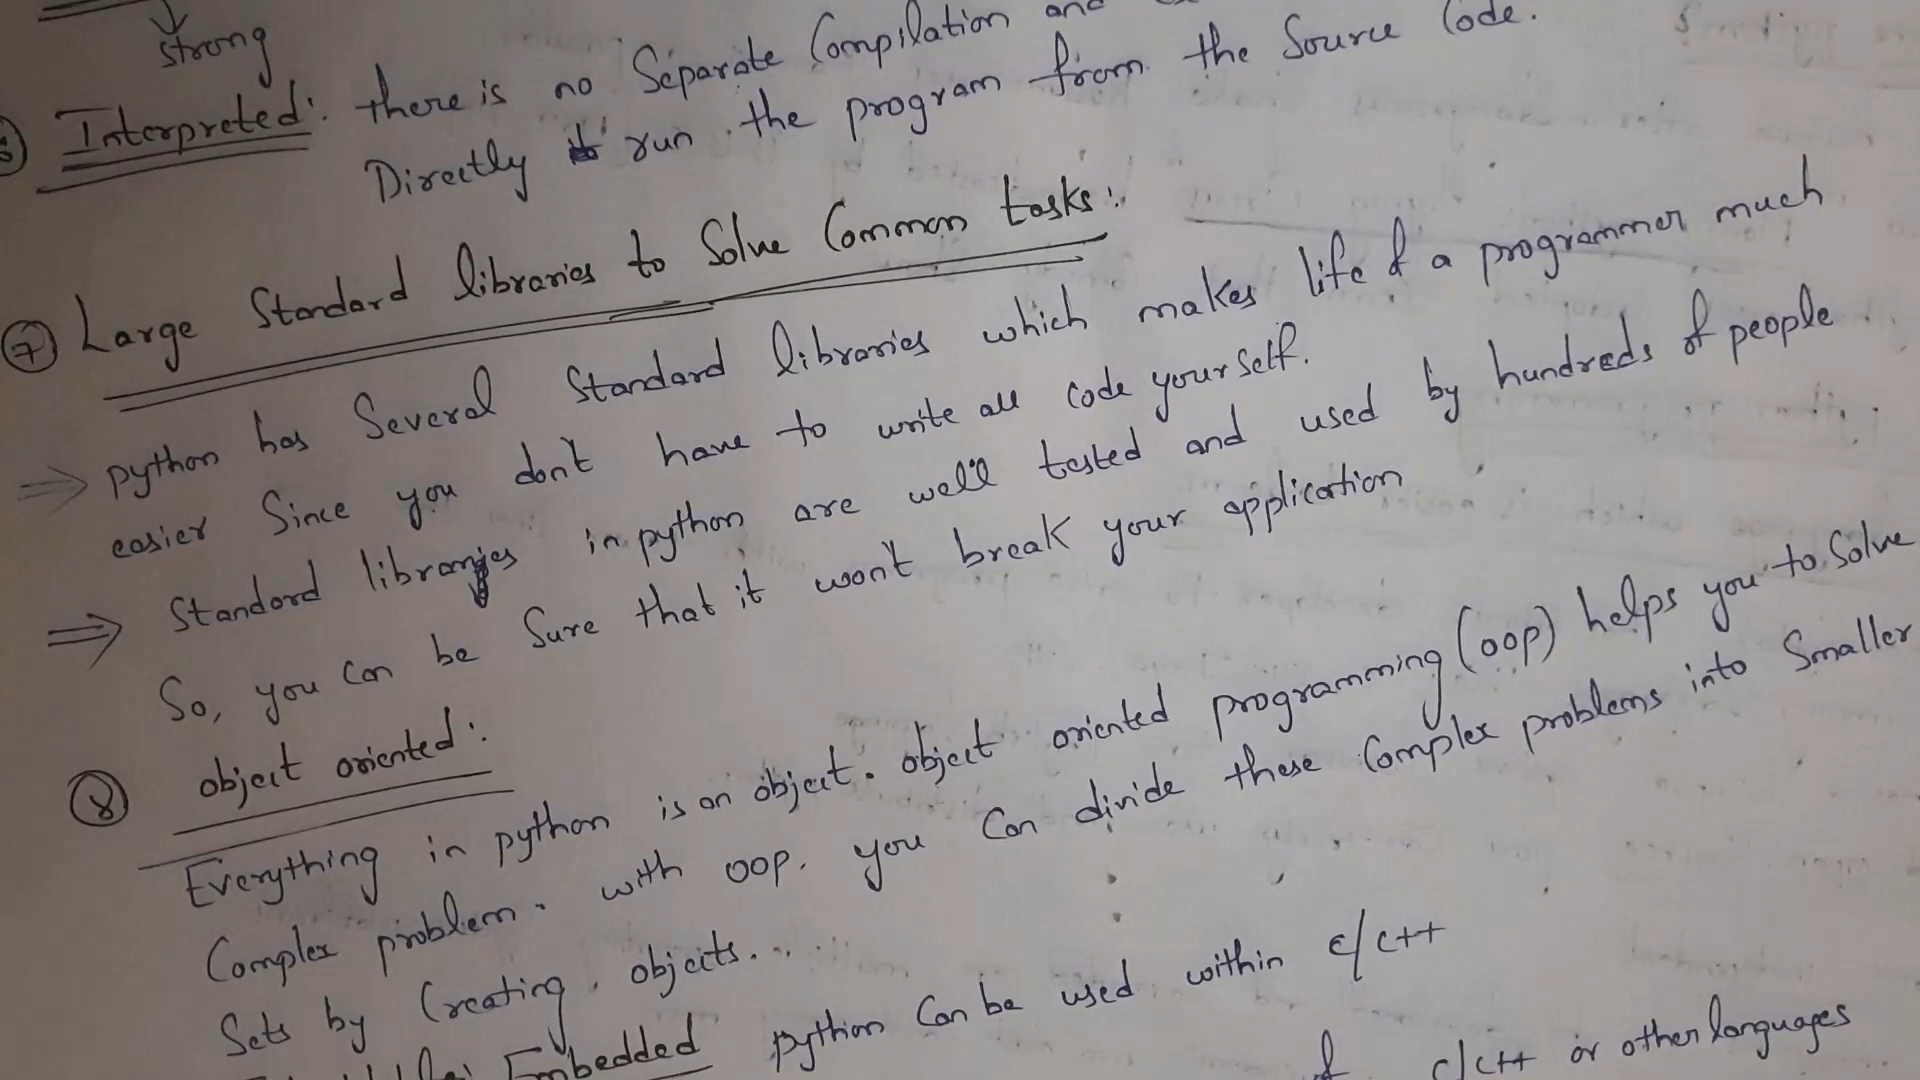 strong
Interpreted: there is no Separate Compilation and
Directly run the program from the Source Code.
⑦ Large Standard libraries to Solve Common tasks:
⇒ python has Several Standard libraries which makes life of a programmer much
easier Since you don't have to write all code yourself.
⇒ Standard libraries in python are well tested and used by hundreds of people
So, you can be Sure that it won't break your application
⑧ object oriented:
Everything in python is an object. object oriented programming (OOP) helps you to Solve
Complex problem. with OOP. you can divide these Complex problems into Smaller
Sets by Creating objects...
Embedded python Can be used within c/c++
c/c++ or other languages